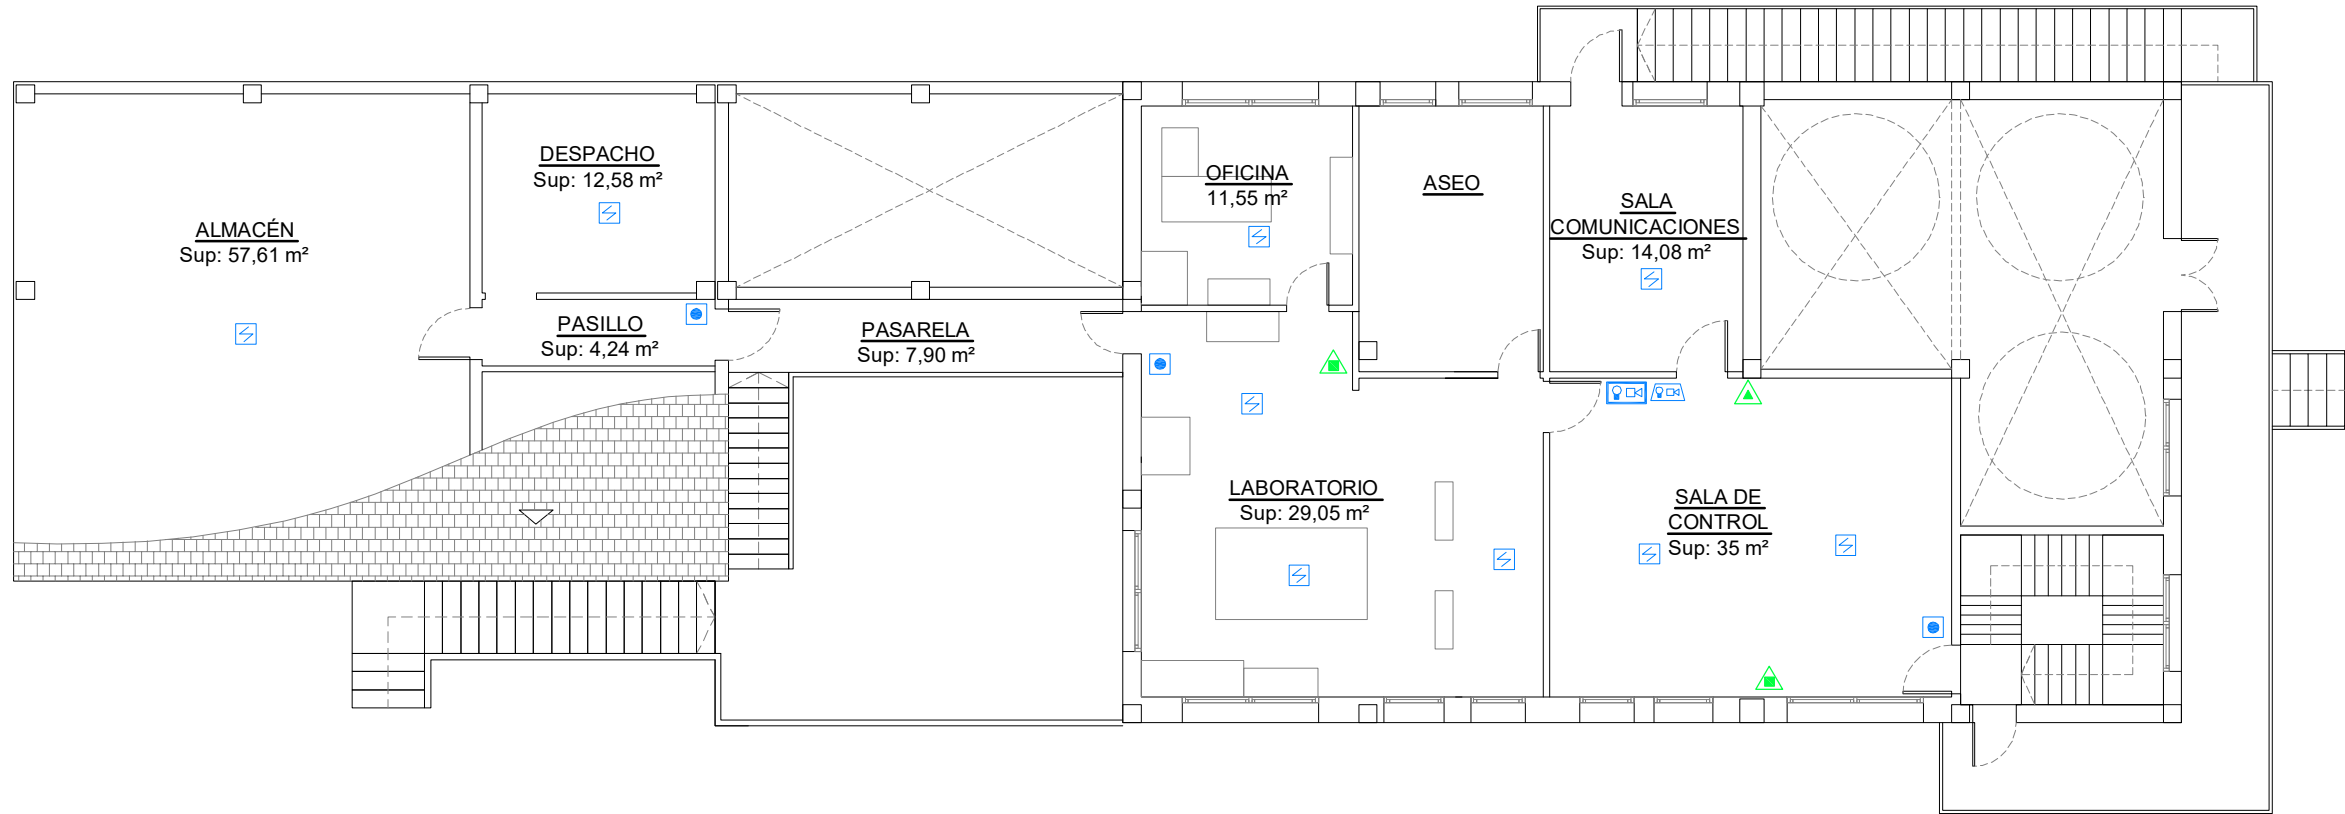 ALMACÉN
Sup: 57,61 m²
DESPACHO
Sup: 12,58 m²
PASILLO
Sup: 4,24 m²
PASARELA
Sup: 7,90 m²
OFICINA
11,55 m²
ASEO
SALA
COMUNICACIONES
Sup: 14,08 m²
LABORATORIO
Sup: 29,05 m²
SALA DE
CONTROL
Sup: 35 m²